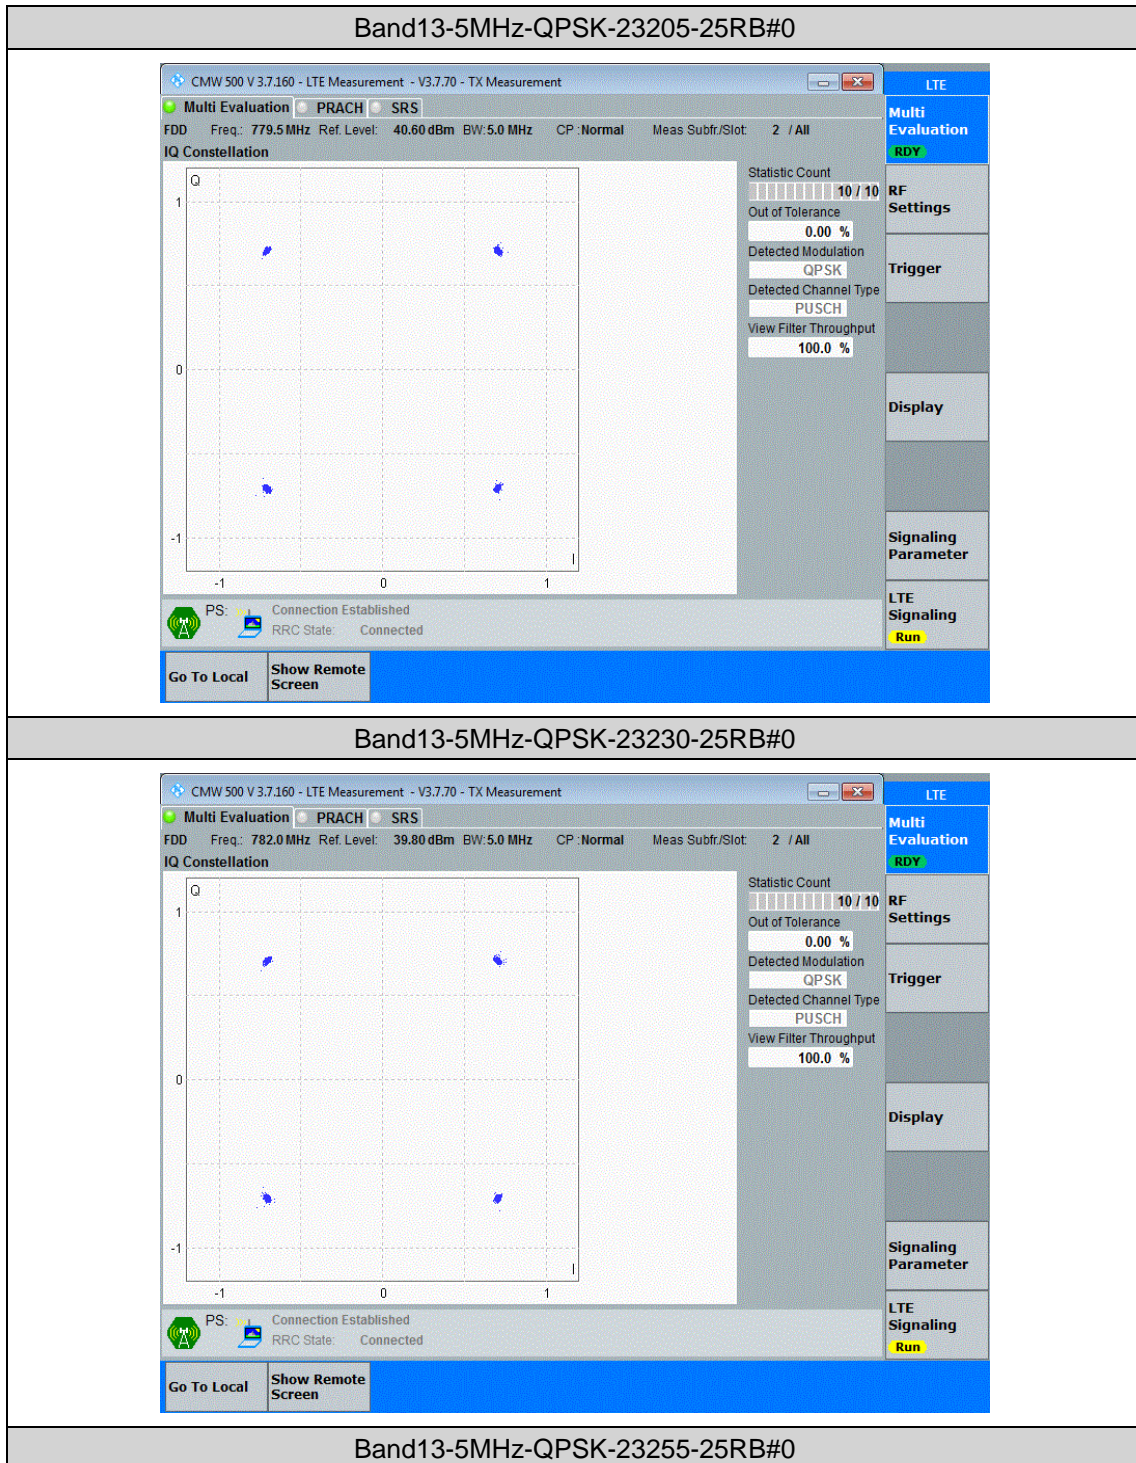 Band13-5MHz-QPSK-23205-25RB#0
CMW 500 V 3.7.160 - LTE Measurement - V3.7.70 - TX Measurement
LTE
Multi Evaluation PRACH SRS
Multi
Evaluation
RDY
FDD Freq.: 779.5 MHz Ref. Level: 40.60 dBm BW: 5.0 MHz CP : Normal Meas Subfr./Slot: 2 / All
IQ Constellation
Q
1
0
-1
I
-1 0 1
Statistic Count
10 / 10
Out of Tolerance
0.00 %
Detected Modulation
QPSK
Detected Channel Type
PUSCH
View Filter Throughput
100.0 %
RF
Settings
Trigger
Display
Signaling
Parameter
LTE
Signaling
Run
PS: Connection Established
RRC State: Connected
Go To Local
Show Remote
Screen
Band13-5MHz-QPSK-23230-25RB#0
CMW 500 V 3.7.160 - LTE Measurement - V3.7.70 - TX Measurement
LTE
Multi Evaluation PRACH SRS
Multi
Evaluation
RDY
FDD Freq.: 782.0 MHz Ref. Level: 39.80 dBm BW: 5.0 MHz CP : Normal Meas Subfr./Slot: 2 / All
IQ Constellation
Q
1
0
-1
I
-1 0 1
Statistic Count
10 / 10
Out of Tolerance
0.00 %
Detected Modulation
QPSK
Detected Channel Type
PUSCH
View Filter Throughput
100.0 %
RF
Settings
Trigger
Display
Signaling
Parameter
LTE
Signaling
Run
PS: Connection Established
RRC State: Connected
Go To Local
Show Remote
Screen
Band13-5MHz-QPSK-23255-25RB#0